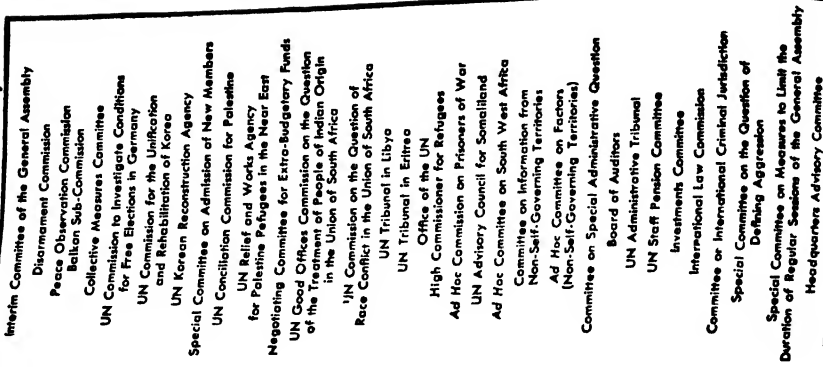 Interim Committee of the General Assembly
Disarmament Commission
Peace Observation Commission
Balkan Sub-Commission
Collective Measures Committee
UN Commission to Investigate Conditions
for Free Elections in Germany
UN Commission for the Unification
and Rehabilitation of Korea
UN Korean Reconstruction Agency
Special Committee on Admission of New Members
UN Conciliation Commission for Palestine
UN Relief and Works Agency
for Palestine Refugees in the Near East
Negotiating Committee for Extra-Budgetary Funds
UN Good Offices Commission on the Question
of the Treatment of People of Indian Origin
in the Union of South Africa
UN Commission on the Question of
Race Conflict in the Union of South Africa
UN Tribunal in Libya
UN Tribunal in Eritrea
Office of the UN
High Commissioner for Refugees
Ad Hoc Commission on Prisoners of War
UN Advisory Council for Somaliland
Ad Hoc Committee on South West Africa
Committee on Information from
Non-Self-Governing Territories
Ad Hoc Committee on Factors
(Non-Self-Governing Territories)
Committee on Special Administrative Question
Board of Auditors
UN Administrative Tribunal
UN Staff Pension Committee
Investments Committee
International Law Commission
Committee or International Criminal Jurisdiction
Special Committee on the Question of
Defining Aggression
Special Committee on Measures to Limit the
Duration of Regular Sessions of the General Assembly
Headquarters Advisory Committee